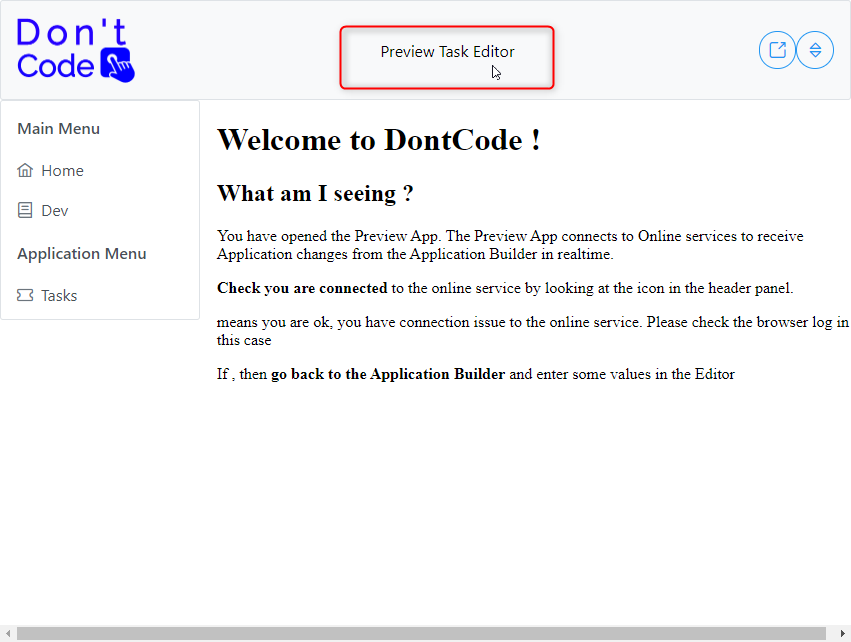 Don't
Code
Preview Task Editor
Main Menu
Home
Dev
Application Menu
Tasks
Welcome to DontCode !
What am I seeing ?
You have opened the Preview App. The Preview App connects to Online services to receive
Application changes from the Application Builder in realtime.
Check you are connected to the online service by looking at the icon in the header panel.
means you are ok, you have connection issue to the online service. Please check the browser log in
this case
If , then go back to the Application Builder and enter some values in the Editor